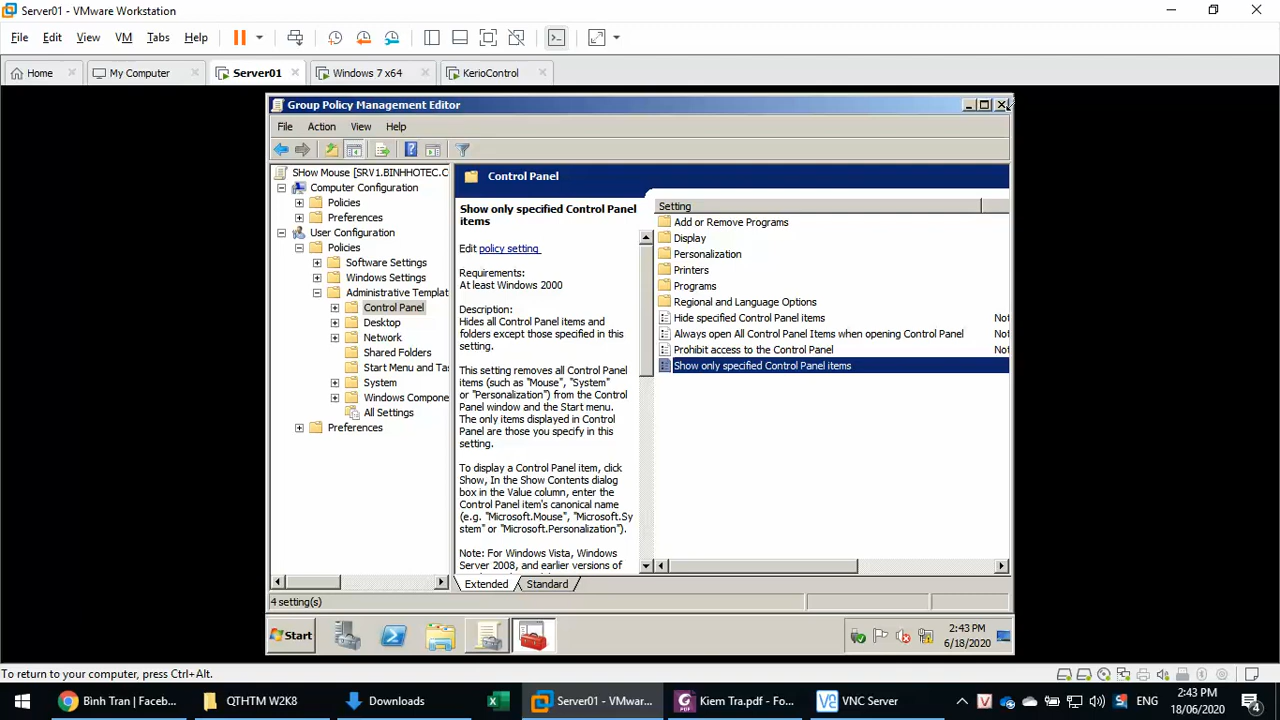 Server01 - VMware Workstation
File Edit View VM Tabs Help
Home My Computer Server01 Windows 7 x64 KerioControl
Group Policy Management Editor
File Action View Help
SHow Mouse [SRV1.BINHHOTEC.C
Computer Configuration
Policies
Preferences
User Configuration
Policies
Software Settings
Windows Settings
Administrative Templat
Control Panel
Desktop
Network
Shared Folders
Start Menu and Tas
System
Windows Compone
All Settings
Preferences
Control Panel
Show only specified Control Panel
items
Edit policy setting
Requirements:
At least Windows 2000
Description:
Hides all Control Panel items and
folders except those specified in this
setting.
This setting removes all Control Panel
items (such as "Mouse", "System"
or "Personalization") from the Control
Panel window and the Start menu.
The only items displayed in Control
Panel are those you specify in this
setting.
To display a Control Panel item, click
Show, In the Show Contents dialog
box in the Value column, enter the
Control Panel item's canonical name
(e.g. "Microsoft.Mouse", "Microsoft.Sy
stem" or "Microsoft.Personalization").
Note: For Windows Vista, Windows
Server 2008, and earlier versions of
Setting
Add or Remove Programs
Display
Personalization
Printers
Programs
Regional and Language Options
Hide specified Control Panel items Not
Always open All Control Panel Items when opening Control Panel Not
Prohibit access to the Control Panel Not
Show only specified Control Panel items
Extended Standard
4 setting(s)
Start
2:43 PM
6/18/2020
To return to your computer, press Ctrl+Alt.
Binh Tran | Faceb... QTHTM W2K8 Downloads Server01 - VMwar... Kiem Tra.pdf - Fo... VNC Server
ENG
2:43 PM
18/06/2020
4